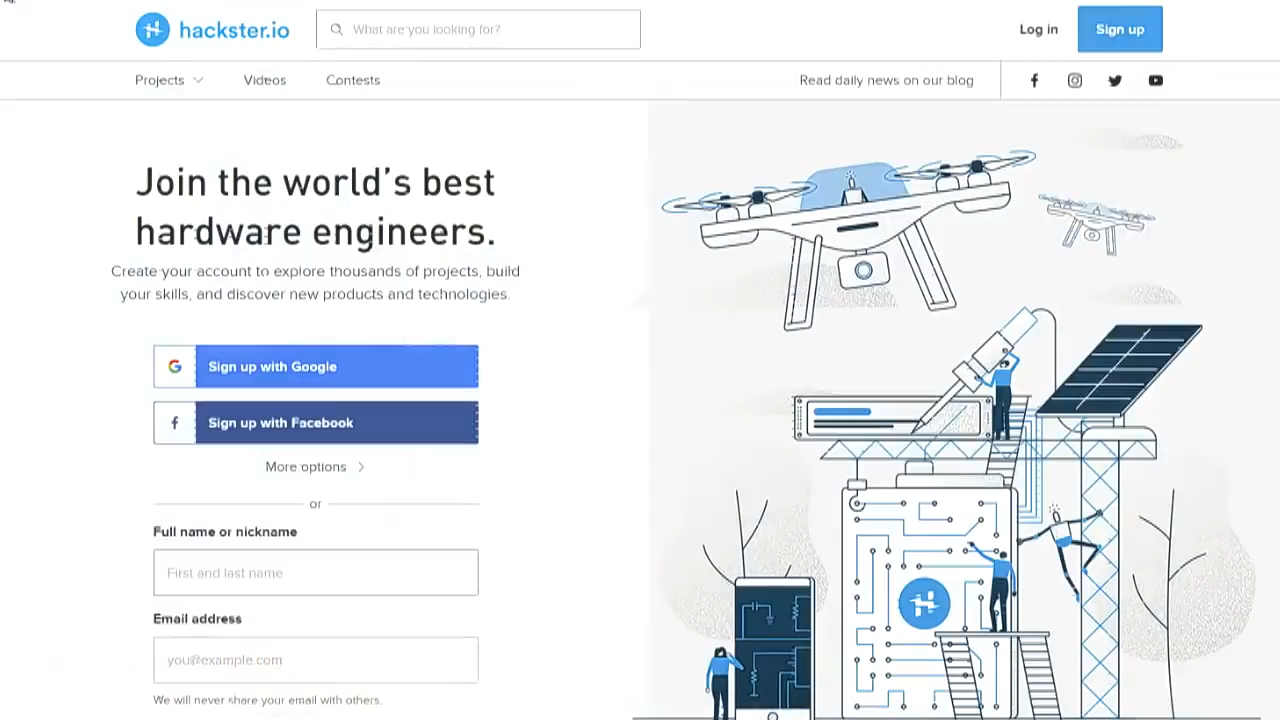 hackster.io
What are you looking for?
Log in
Sign up
Projects
Videos
Contests
Read daily news on our blog
Join the world's best
hardware engineers.
Create your account to explore thousands of projects, build
your skills, and discover new products and technologies.
Sign up with Google
Sign up with Facebook
More options
or
Full name or nickname
First and last name
Email address
you@example.com
We will never share your email with others.